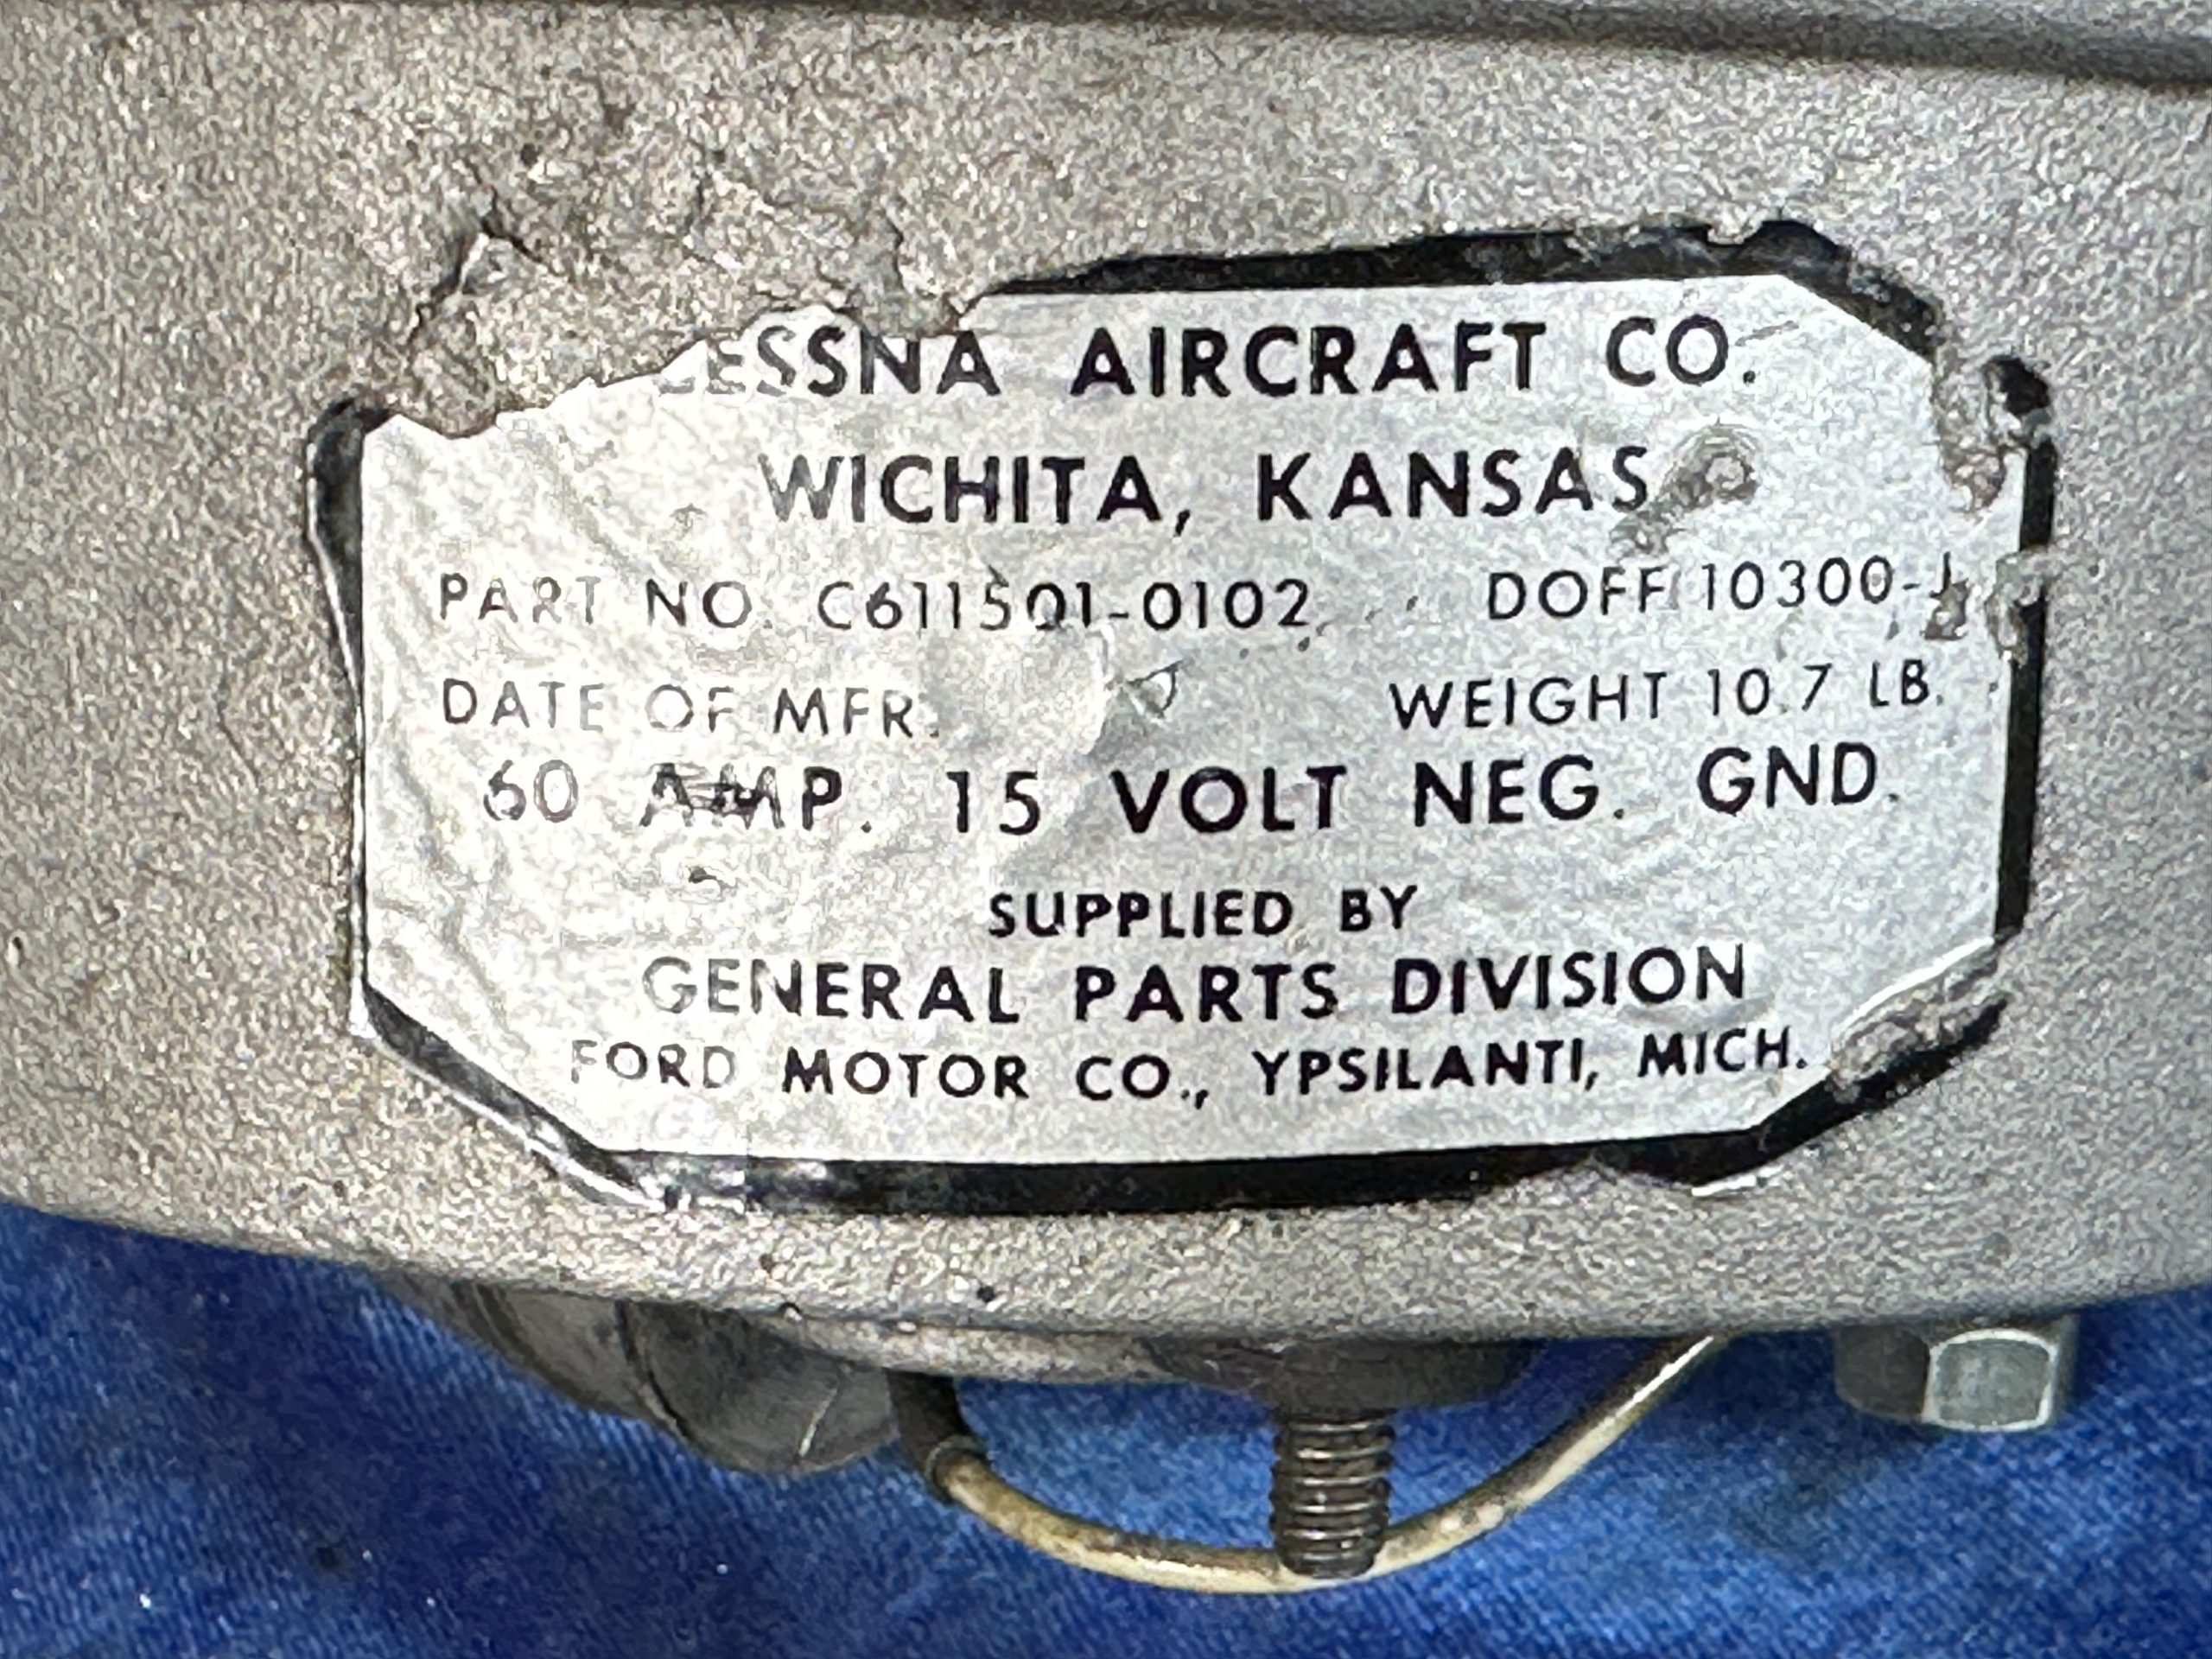 CESSNA AIRCRAFT CO.
WICHITA, KANSAS
PART NO. C611501-0102 DOFF 10300-J
DATE OF MFR. WEIGHT 10.7 LB.
60 AMP. 15 VOLT NEG. GND.
SUPPLIED BY
GENERAL PARTS DIVISION
FORD MOTOR CO., YPSILANTI, MICH.